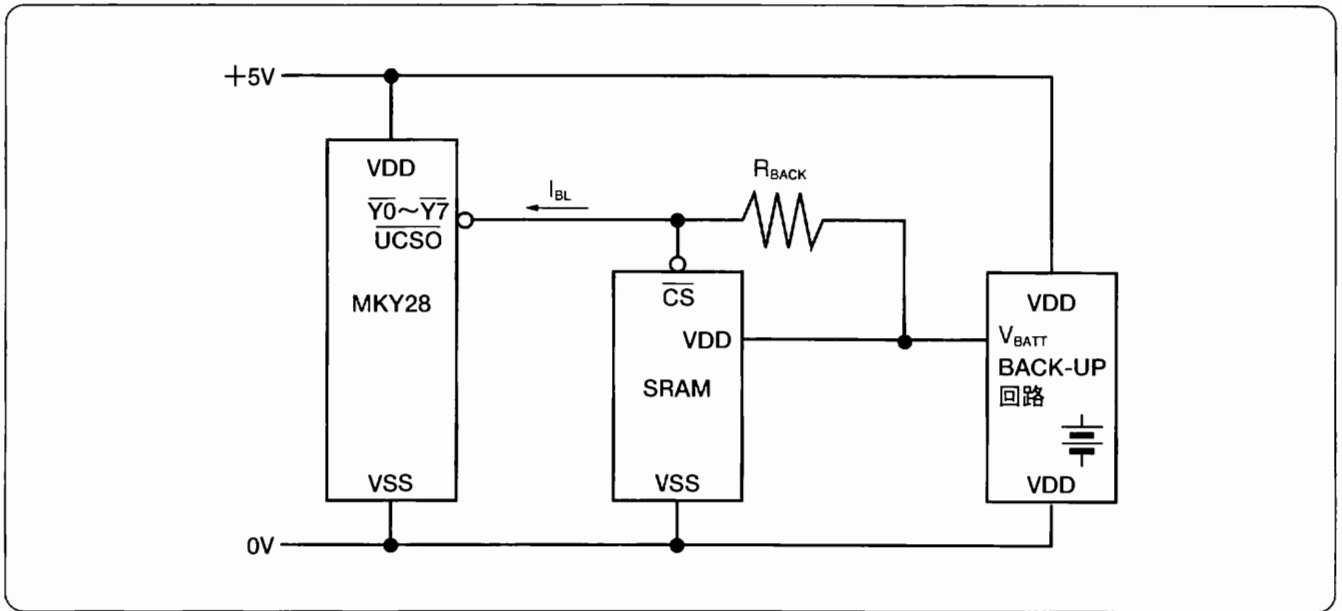 +5V
VDD
Y0~Y7
UCSO
MKY28
VSS
0V
I_BL
R_BACK
CS
VDD
SRAM
VSS
VDD
V_BATT
BACK-UP
回路
VDD